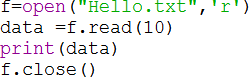 f=open("Hello.txt",'r')
data =f.read(10)
print(data)
f.close()